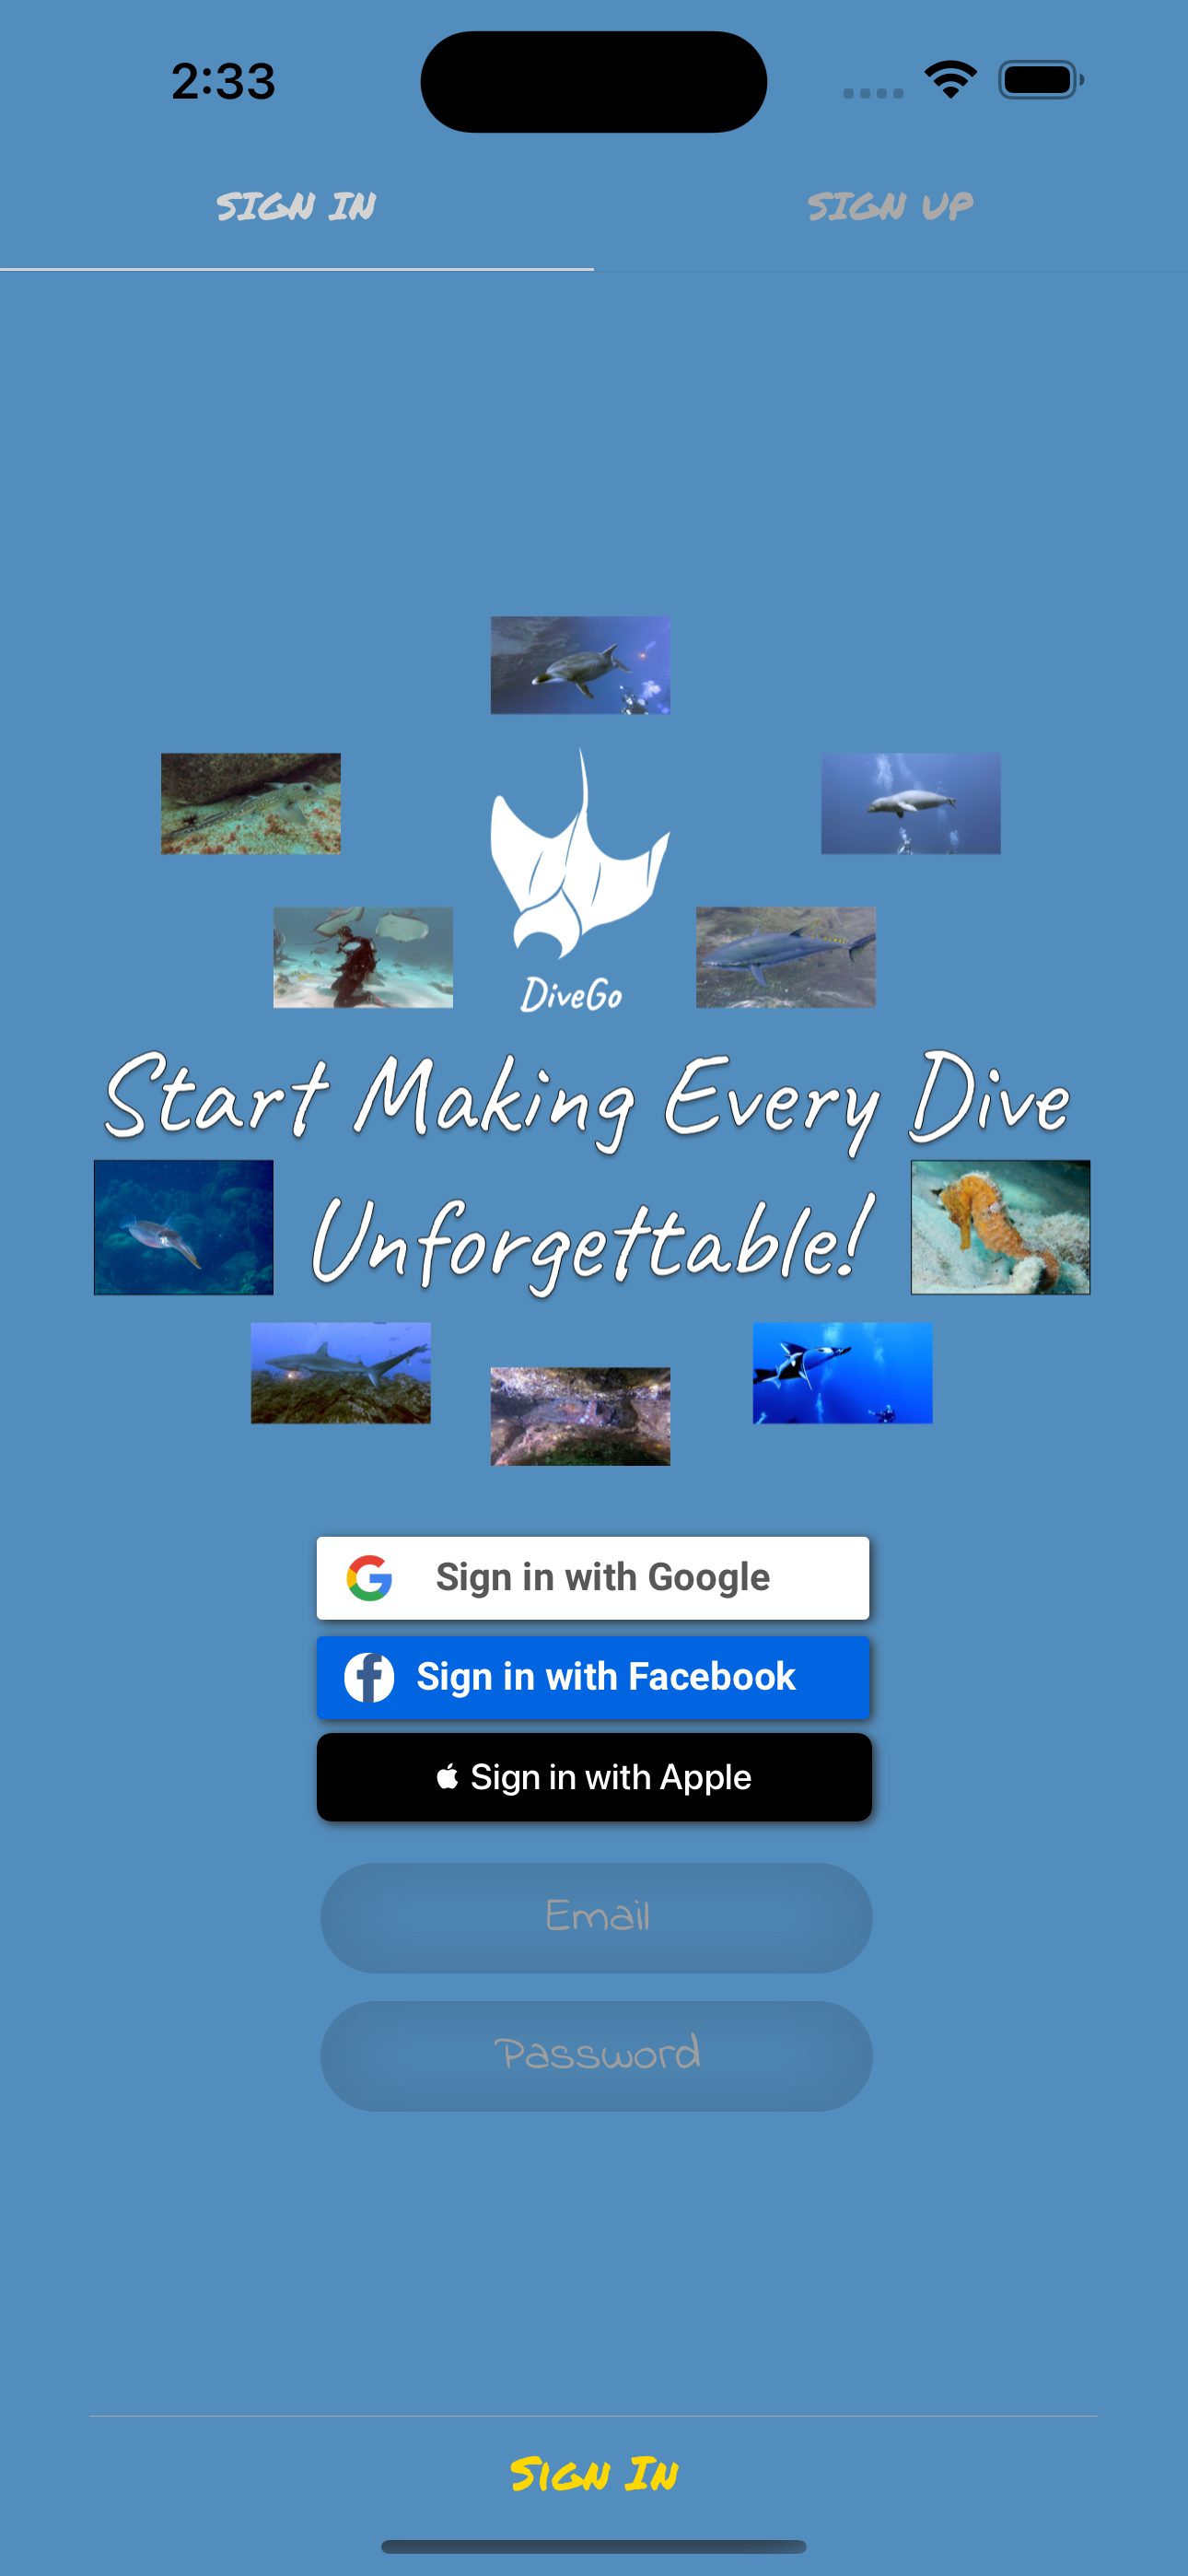 2:33
SIGN IN
SIGN UP
DiveGo
Start Making Every Dive
Unforgettable!
Sign in with Google
Sign in with Facebook
Sign in with Apple
Email
Password
SIGN IN